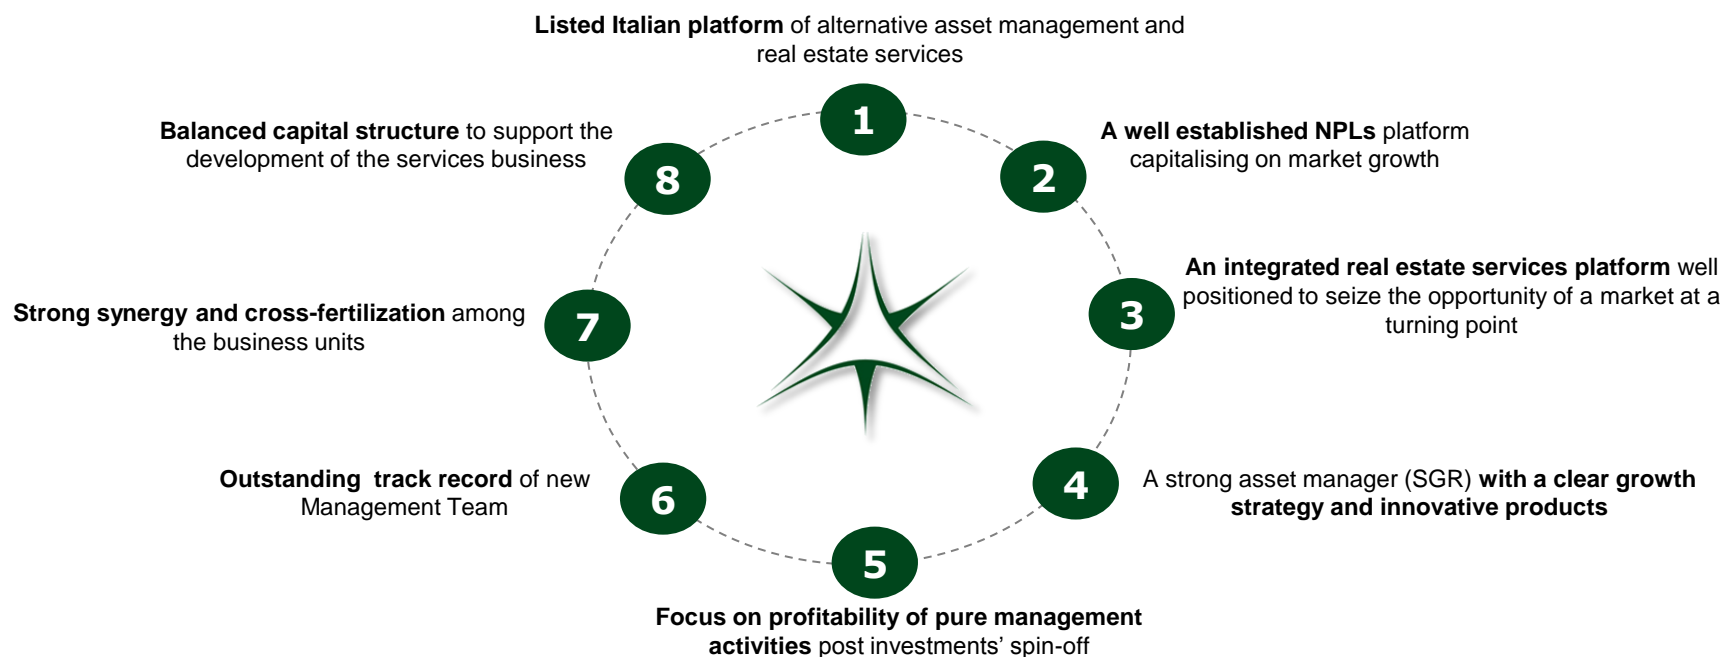 Listed Italian platform of alternative asset management and
real estate services
1
A well established NPLs platform
capitalising on market growth
2
An integrated real estate services platform well
positioned to seize the opportunity of a market at a
turning point
3
A strong asset manager (SGR) with a clear growth
strategy and innovative products
4
5
Focus on profitability of pure management
activities post investments’ spin-off
Outstanding  track record of new
Management Team
6
Strong synergy and cross-fertilization among
the business units
7
Balanced capital structure to support the
development of the services business
8